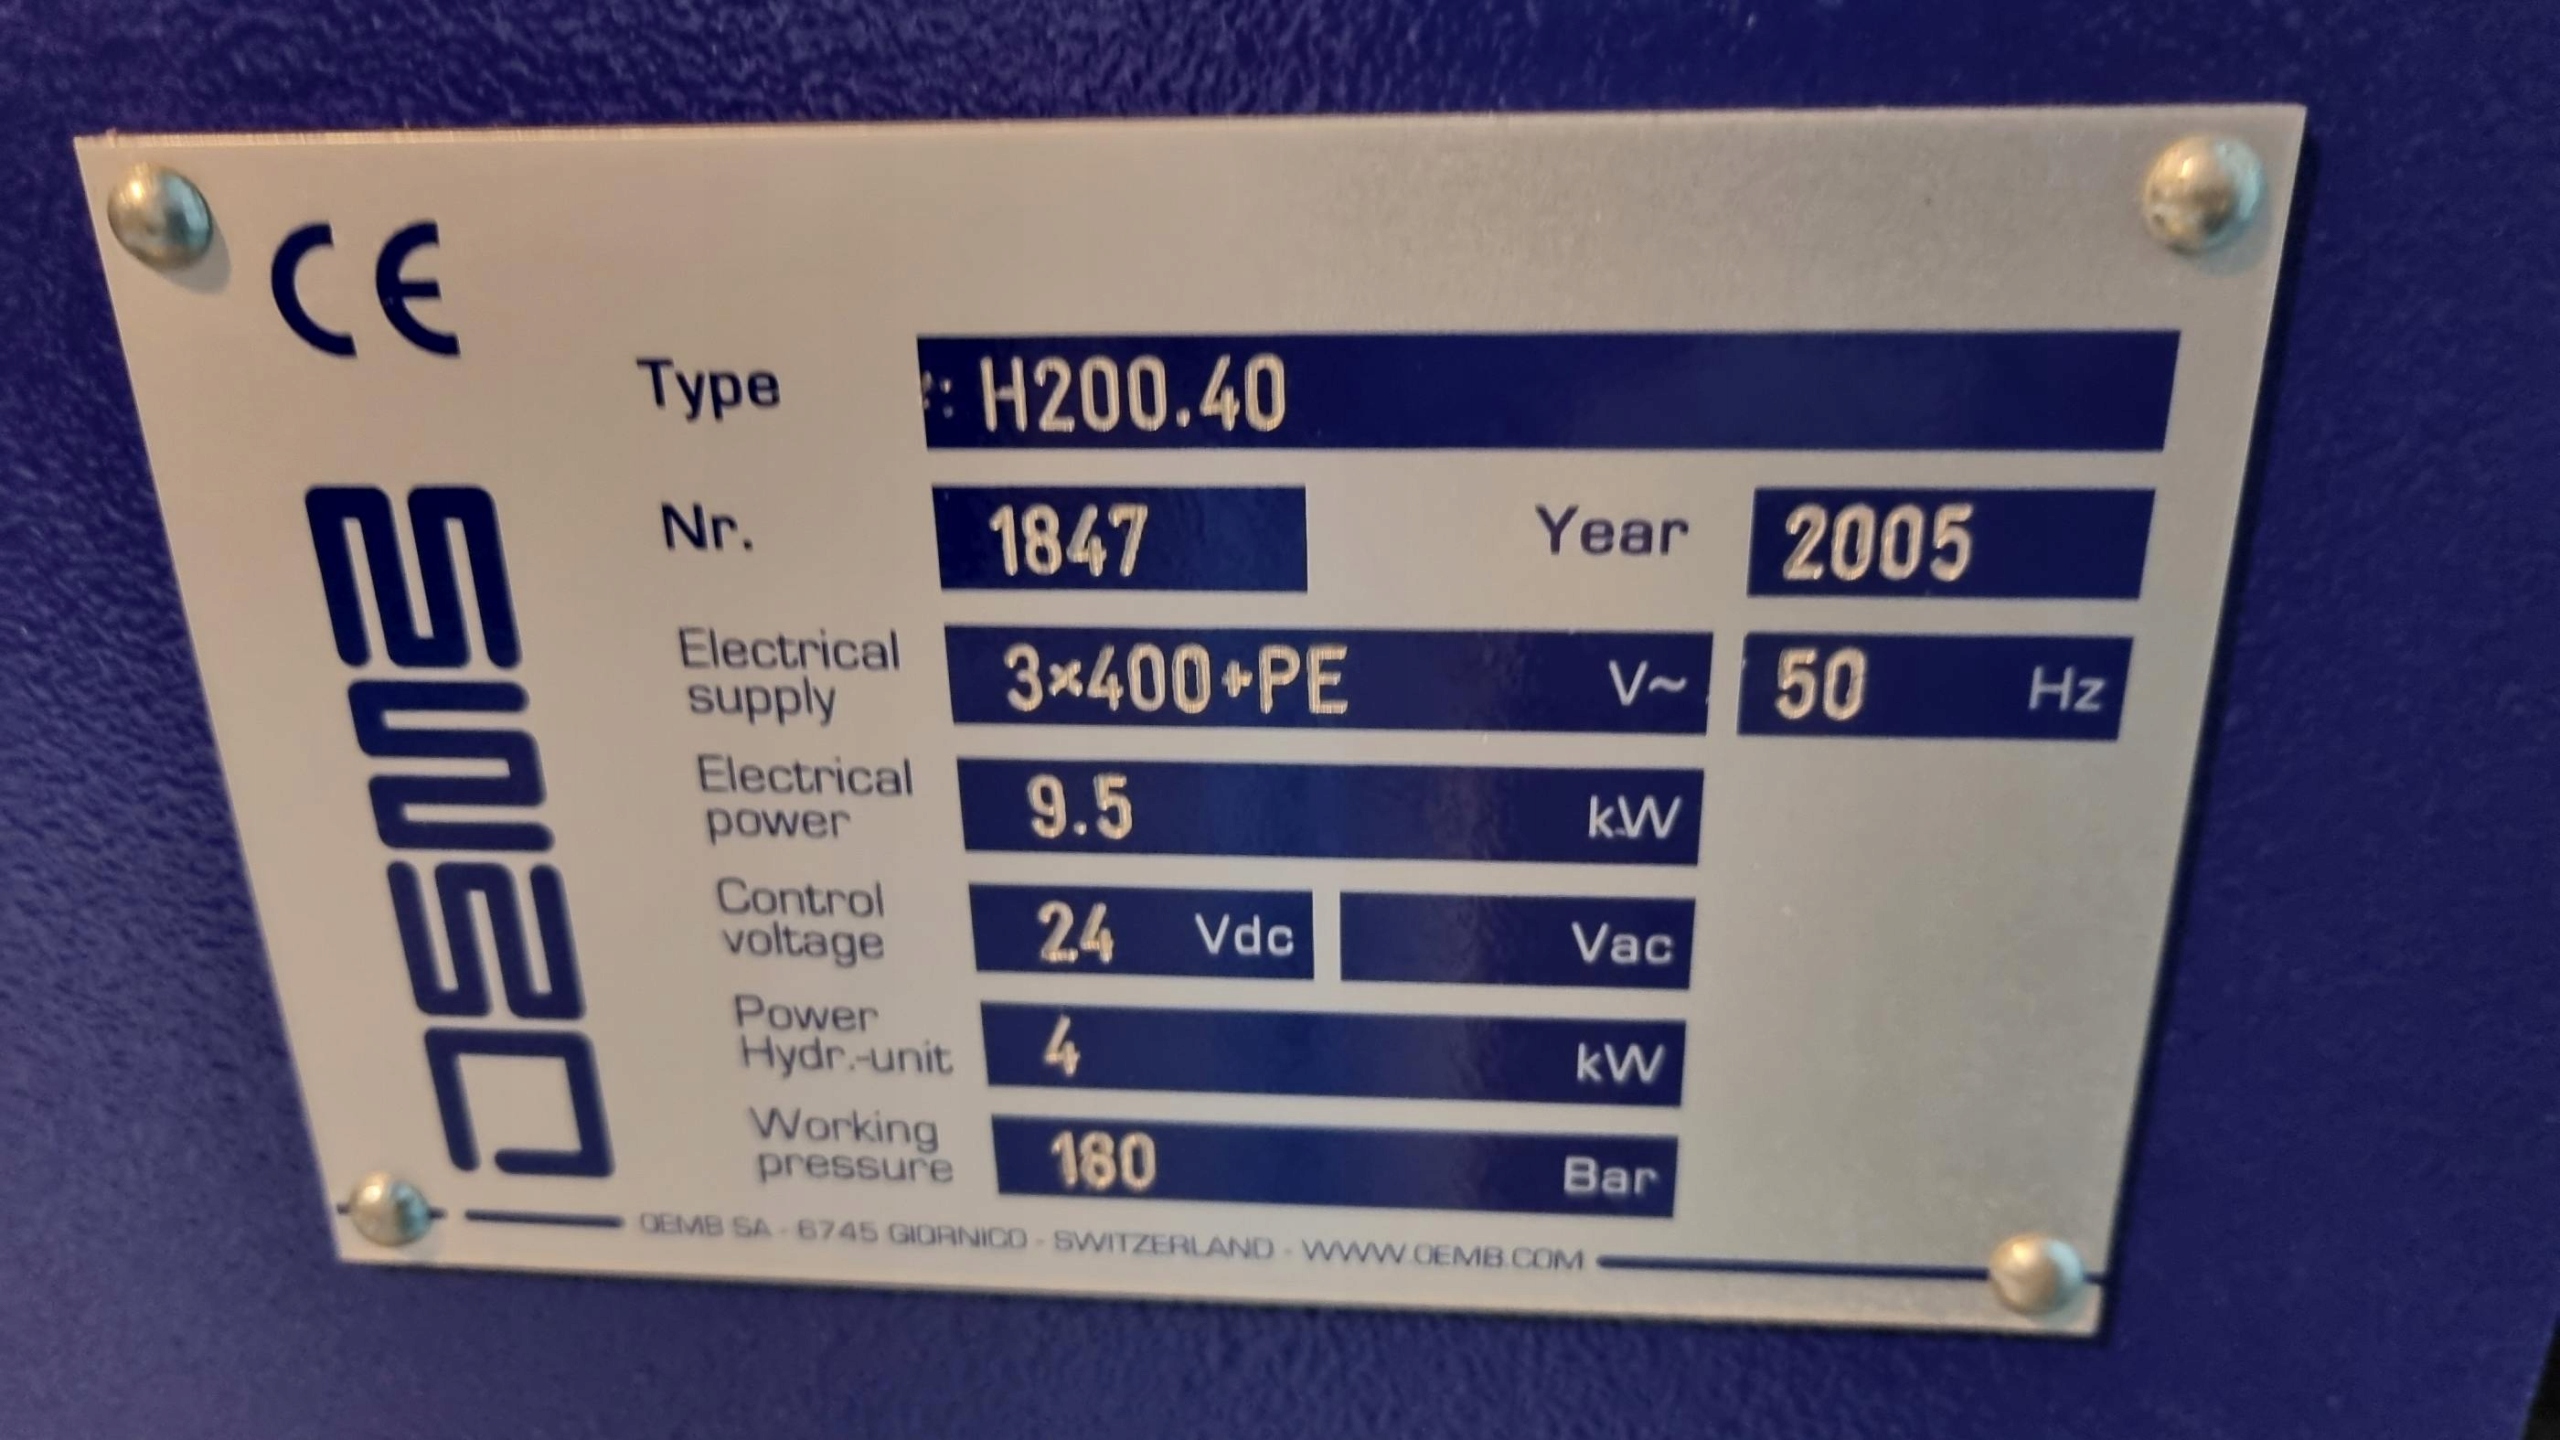 CE
Type : H200.40
Nr. 1847 Year 2005
Electrical
supply 3×400+PE V~ 50 Hz
Electrical
power 9.5 kW
Control
voltage 24 Vdc Vac
Power
Hydr.-unit 4 kW
Working
pressure Bar
OEMB SA - 6745 GIORNICO - SWITZERLAND - WWW.OEMB.COM